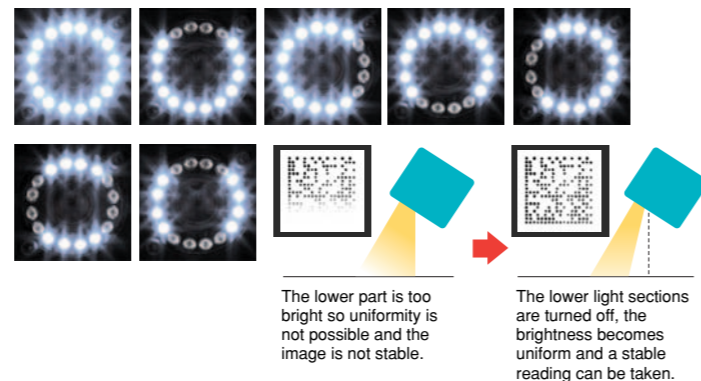 The lower part is too
bright so uniformity is
not possible and the
image is not stable.
The lower light sections
are turned off, the
brightness becomes
uniform and a stable
reading can be taken.